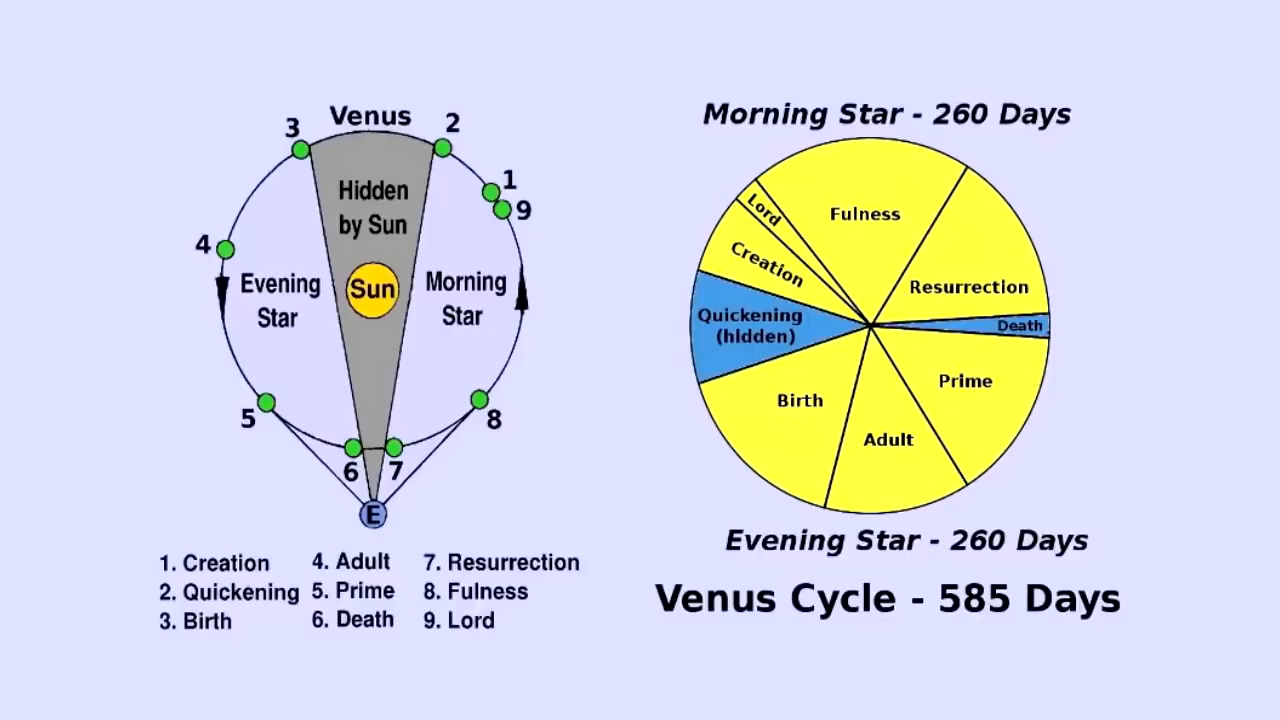 Venus
3
2
1
9
Hidden
by Sun
4
Evening
Star
Sun
Morning
Star
5
8
6
7
E
1. Creation
2. Quickening
3. Birth
4. Adult
5. Prime
6. Death
7. Resurrection
8. Fulness
9. Lord
Morning Star - 260 Days
Fulness
Lord
Creation
Resurrection
Quickening
(hidden)
Death
Prime
Birth
Adult
Evening Star - 260 Days
Venus Cycle - 585 Days